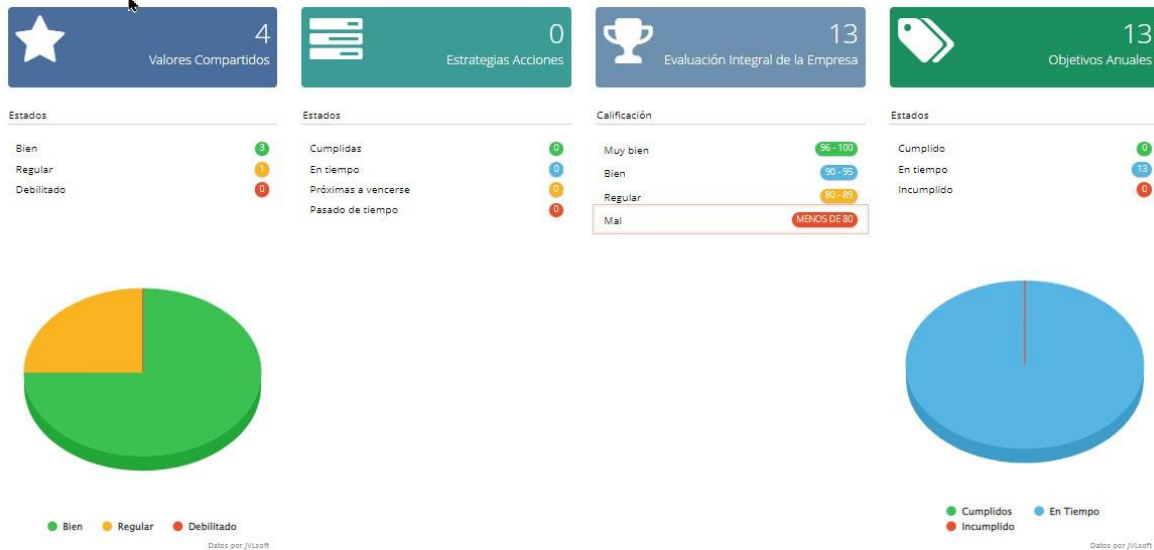 4
Valores Compartidos
0
Estrategias Acciones
13
Evaluación Integral de la Empresa
13
Objetivos Anuales
Estados
Bien 3
Regular 1
Debilitado 0
Estados
Cumplidas 0
En tiempo 0
Próximas a vencerse 0
Pasado de tiempo 0
Calificación
Muy bien 96 - 100
Bien 90 - 95
Regular 80 - 89
Mal MENOS DE 80
Estados
Cumplido 0
En tiempo 13
Incumplido 0
Bien Regular Debilitado
Datos por JVLsoft
Cumplidos En Tiempo
Incumplido
Datos por JVLsoft